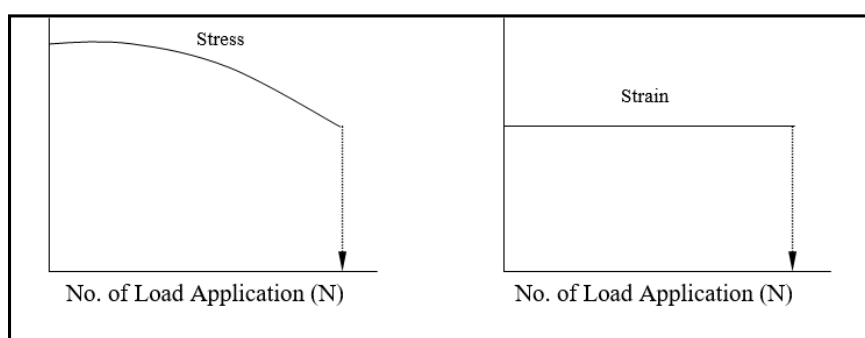 Stress
Strain
No. of Load Application (N)
No. of Load Application (N)